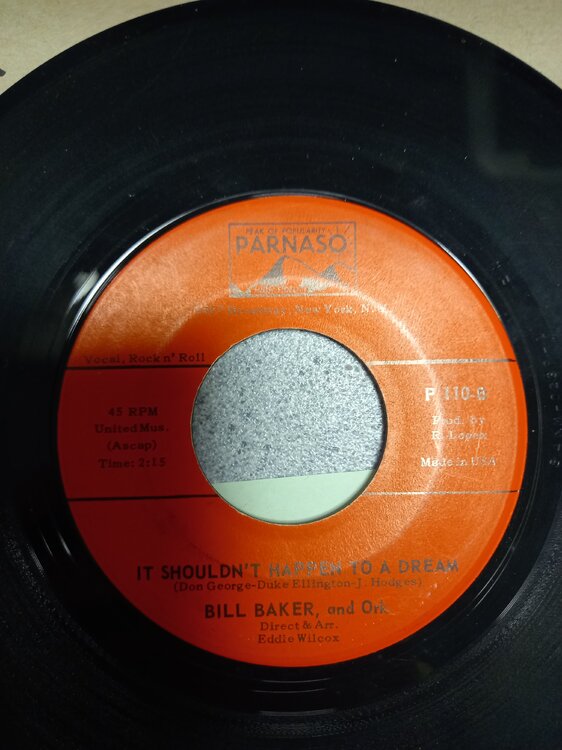 PEAK OF POPULARITY
PARNASO
New York, N.
Vocal, Rock n' Roll
45 RPM
United Mus.
(Ascap)
Time: 2:15
P 110-B
Prod. by
Made in USA
IT SHOULDN'T HAPPEN TO A DREAM
(Don George-Duke Ellington-J. Hodges)
BILL BAKER, and Ork.
Direct & Arr.
Eddie Wilcox